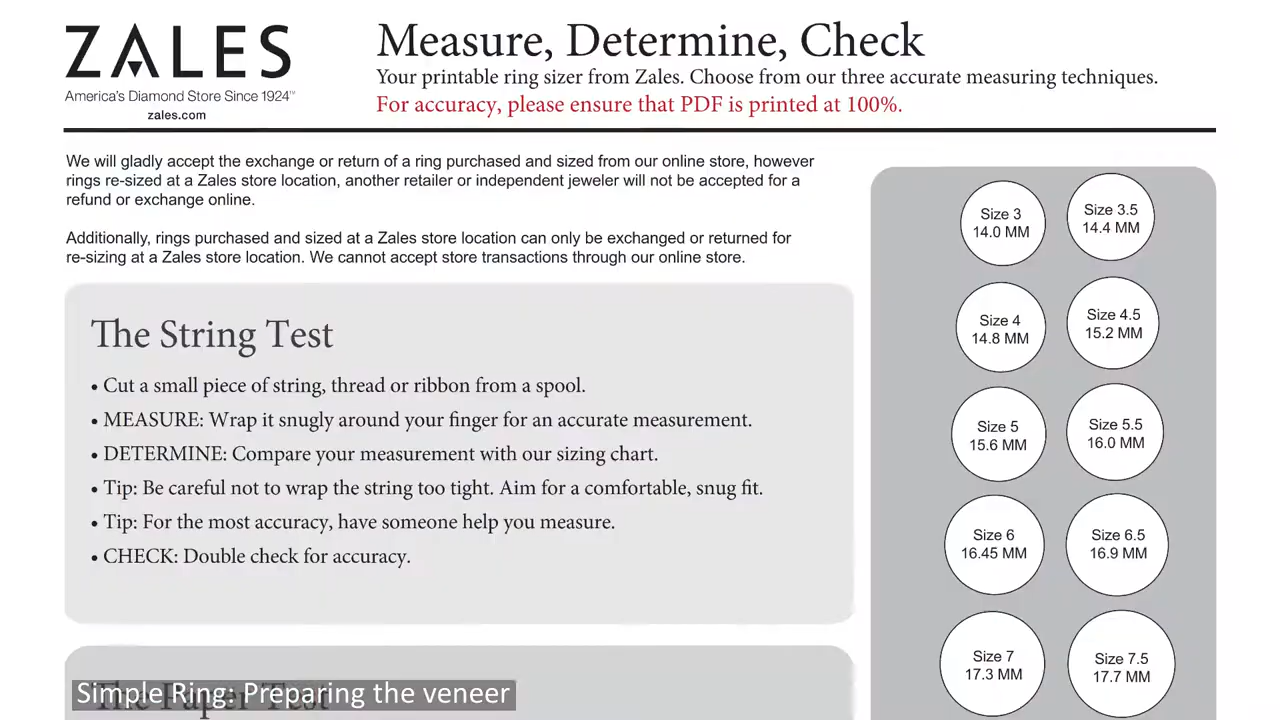 ZALES
America's Diamond Store Since 1924™
zales.com
Measure, Determine, Check
Your printable ring sizer from Zales. Choose from our three accurate measuring techniques.
For accuracy, please ensure that PDF is printed at 100%.
We will gladly accept the exchange or return of a ring purchased and sized from our online store, however
rings re-sized at a Zales store location, another retailer or independent jeweler will not be accepted for a
refund or exchange online.
Additionally, rings purchased and sized at a Zales store location can only be exchanged or returned for
re-sizing at a Zales store location. We cannot accept store transactions through our online store.
The String Test
• Cut a small piece of string, thread or ribbon from a spool.
• MEASURE: Wrap it snugly around your finger for an accurate measurement.
• DETERMINE: Compare your measurement with our sizing chart.
• Tip: Be careful not to wrap the string too tight. Aim for a comfortable, snug fit.
• Tip: For the most accuracy, have someone help you measure.
• CHECK: Double check for accuracy.
The Paper Test
Simple Ring: Preparing the veneer
Size 3
14.0 MM
Size 3.5
14.4 MM
Size 4
14.8 MM
Size 4.5
15.2 MM
Size 5
15.6 MM
Size 5.5
16.0 MM
Size 6
16.45 MM
Size 6.5
16.9 MM
Size 7
17.3 MM
Size 7.5
17.7 MM